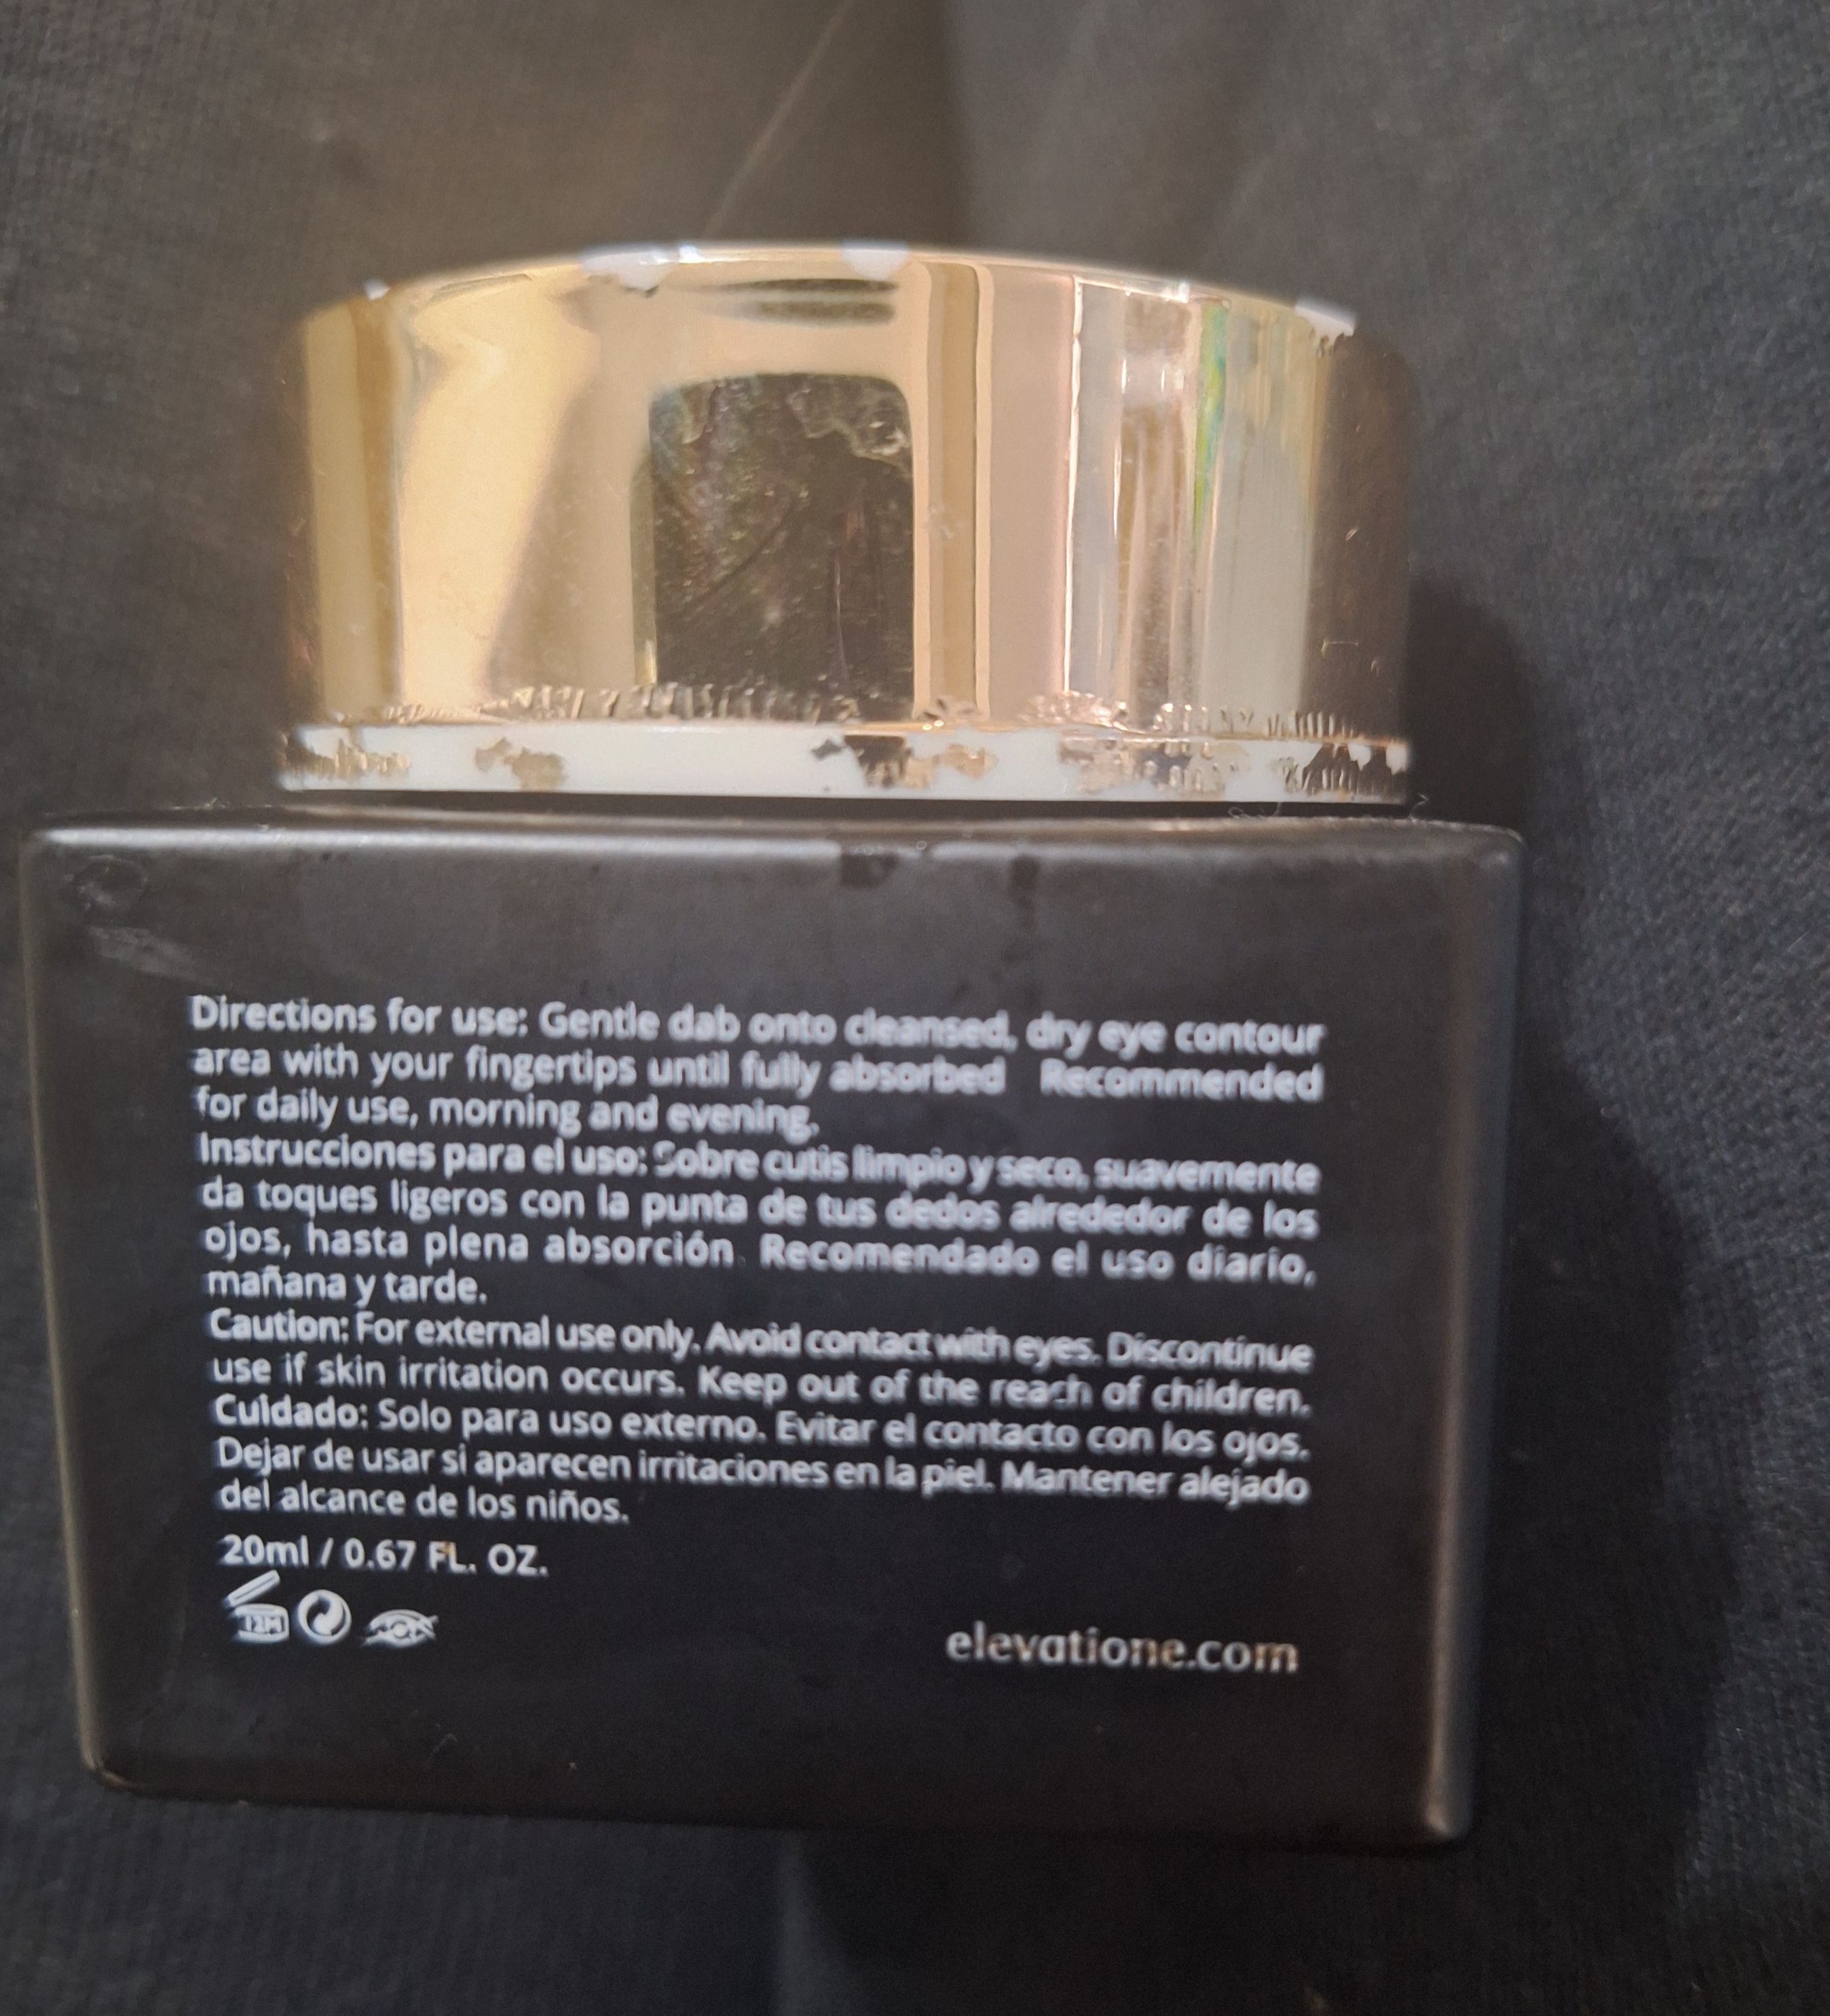 Directions for use: Gentle dab onto cleansed, dry eye contour
area with your fingertips until fully absorbed Recommended
for daily use, morning and evening.
Instrucciones para el uso: Sobre cutis limpio y seco, suavemente
da toques ligeros con la punta de tus dedos alrededor de los
ojos, hasta plena absorción Recomendado el uso diario,
mañana y tarde.
Caution: For external use only. Avoid contact with eyes. Discontinue
use if skin irritation occurs. Keep out of the reach of children.
Cuidado: Solo para uso externo. Evitar el contacto con los ojos.
Dejar de usar si aparecen irritaciones en la piel. Mantener alejado
del alcance de los niños.
20ml / 0.67 FL. OZ.
12M
elevatione.com